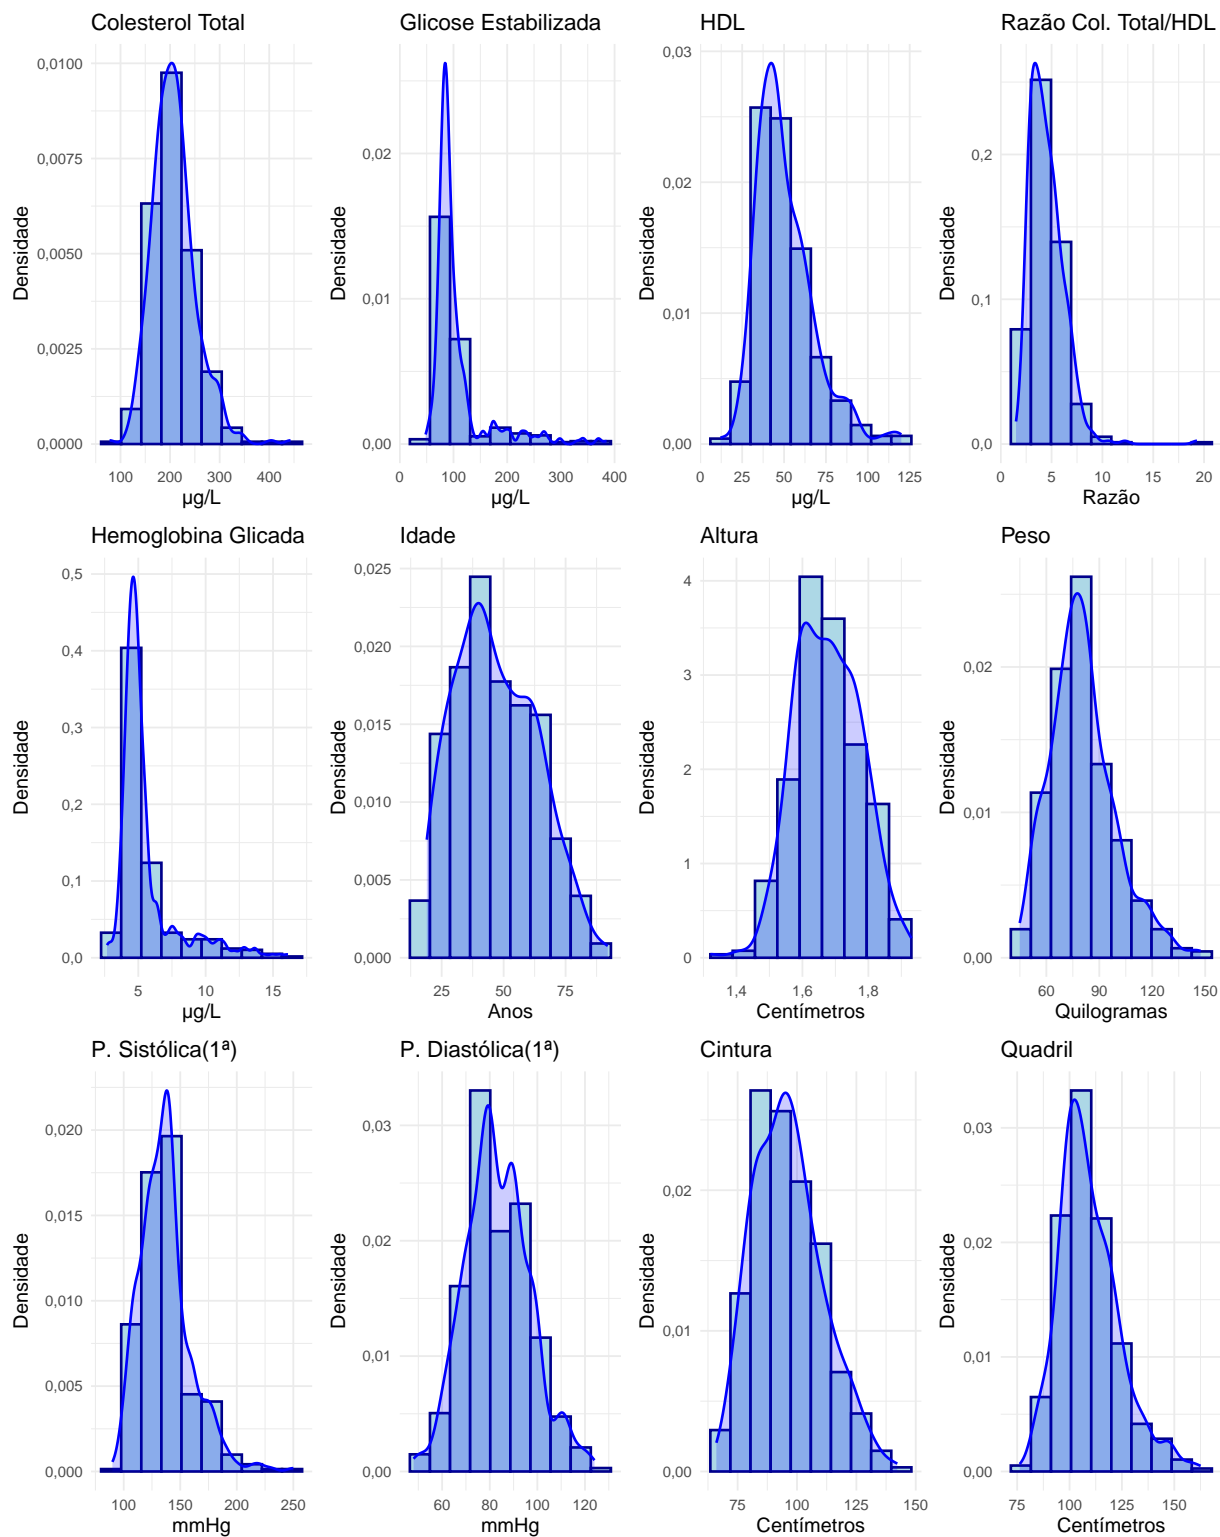 Colesterol Total
Densidade
0,0100
0,0075
0,0050
0,0025
0,0000
100 200 300 400
µg/L
Glicose Estabilizada
Densidade
0,02
0,01
0,00
0 100 200 300 400
µg/L
HDL
Densidade
0,03
0,02
0,01
0,00
0 25 50 75 100 125
µg/L
Razão Col. Total/HDL
Densidade
0,2
0,1
0,0
0 5 10 15 20
Razão
Hemoglobina Glicada
Densidade
0,5
0,4
0,3
0,2
0,1
0,0
5 10 15
µg/L
Idade
Densidade
0,025
0,020
0,015
0,010
0,005
0,000
25 50 75
Anos
Altura
Densidade
4
3
2
1
0
1,4 1,6 1,8
Centímetros
Peso
Densidade
0,02
0,01
0,00
60 90 120 150
Quilogramas
P. Sistólica(1ª)
Densidade
0,020
0,015
0,010
0,005
0,000
100 150 200 250
mmHg
P. Diastólica(1ª)
Densidade
0,03
0,02
0,01
0,00
60 80 100 120
mmHg
Cintura
Densidade
0,02
0,01
0,00
75 100 125 150
Centímetros
Quadril
Densidade
0,03
0,02
0,01
0,00
75 100 125 150
Centímetros